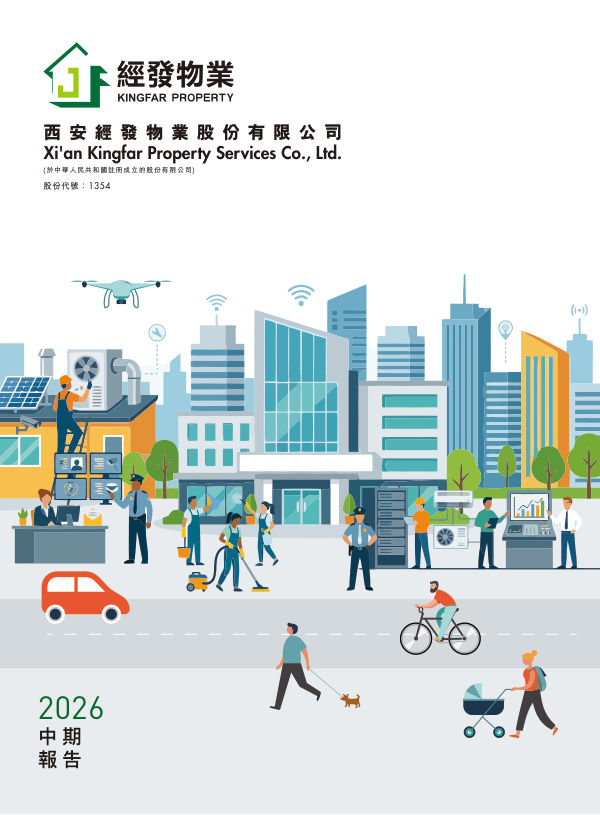 經發物業
KINGFAR PROPERTY
西安經發物業股份有限公司
Xi'an Kingfar Property Services Co., Ltd.
(於中華人民共和國註冊成立的股份有限公司)
股份代號：1354
2026
中期
報告